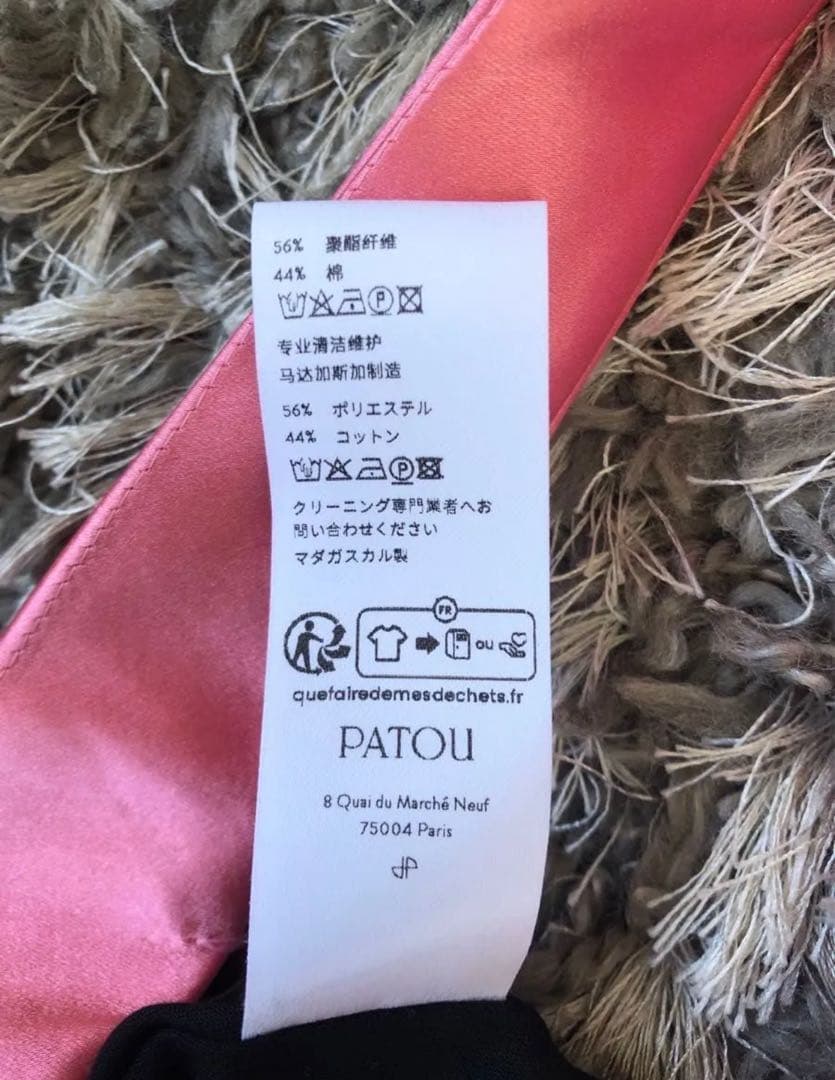 56% 聚酯纤维
44% 棉
P
专业清洁维护
马达加斯加制造
56% ポリエステル
44% コットン
P
クリーニング専門業者へお
問い合わせください
マダガスカル製
FR
ou
quefairedemesdechets.fr
PATOU
8 Quai du Marché Neuf
75004 Paris
JP